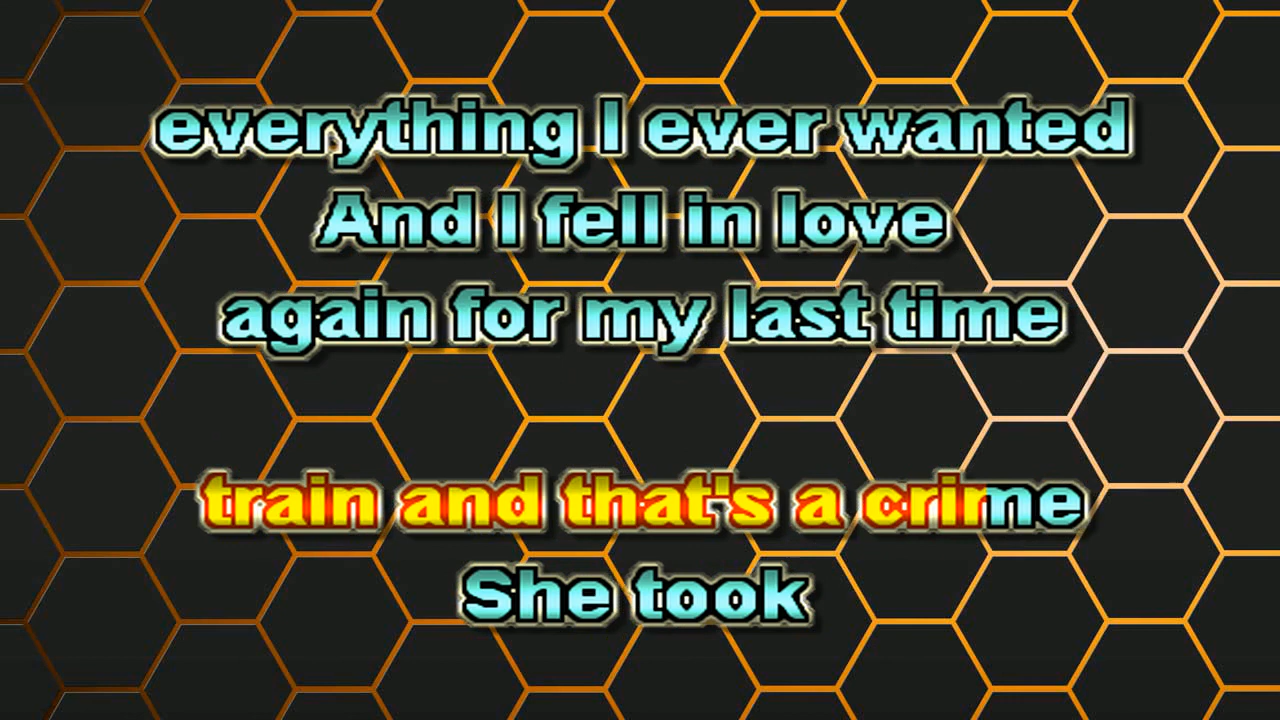 everything I ever wanted
And I fell in love
again for my last time
train and that's a crime
She took